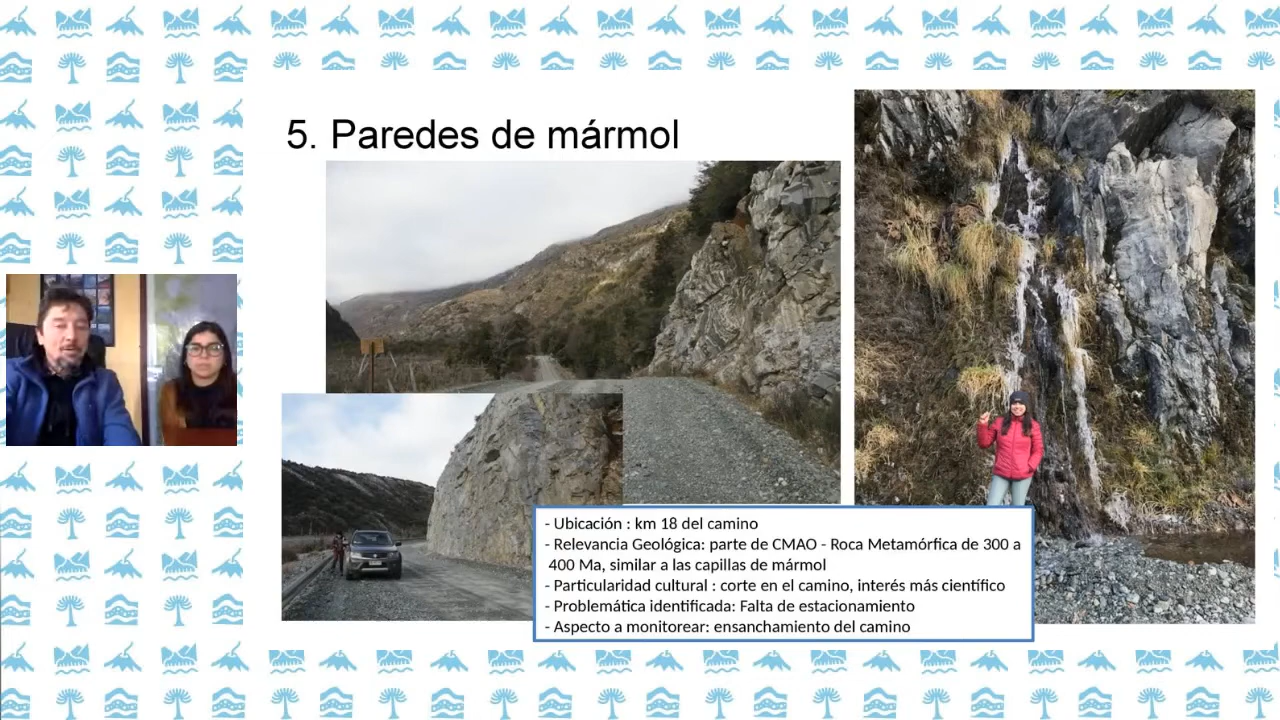 5. Paredes de mármol
- Ubicación : km 18 del camino
- Relevancia Geológica: parte de CMAO - Roca Metamórfica de 300 a
400 Ma, similar a las capillas de mármol
- Particularidad cultural : corte en el camino, interés más científico
- Problemática identificada: Falta de estacionamiento
- Aspecto a monitorear: ensanchamiento del camino